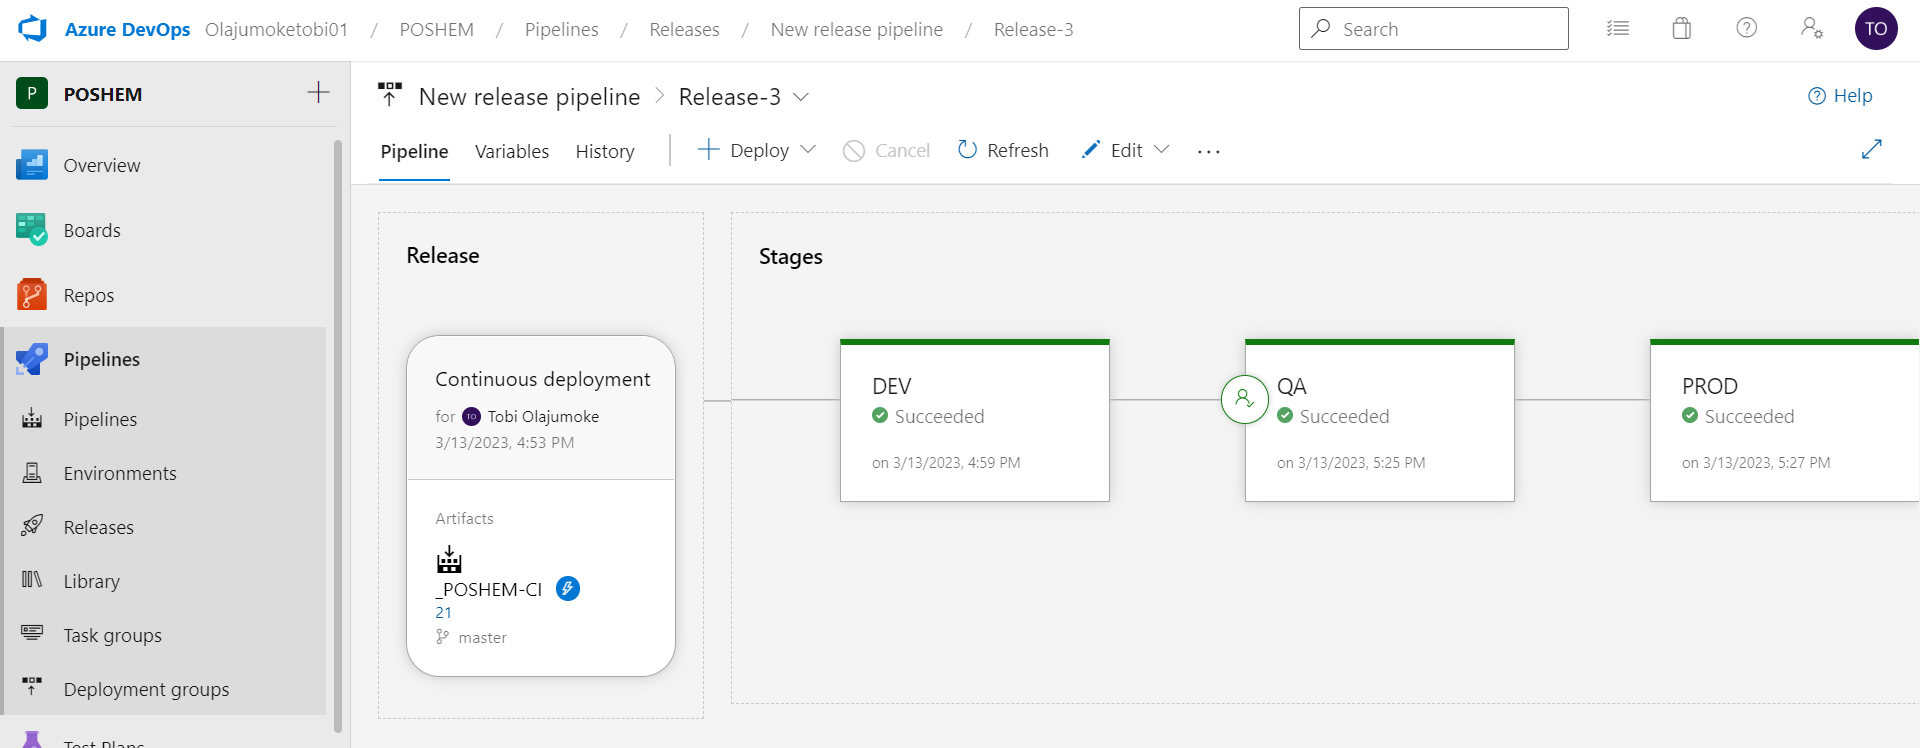 Azure DevOps Olajumoketobi01 / POSHEM / Pipelines / Releases / New release pipeline / Release-3
Search
TO
P POSHEM
Overview
Boards
Repos
Pipelines
Pipelines
Environments
Releases
Library
Task groups
Deployment groups
Test Plans
New release pipeline > Release-3
Help
Pipeline Variables History Deploy Cancel Refresh Edit ...
Release
Continuous deployment
for TO Tobi Olajumoke
3/13/2023, 4:53 PM
Artifacts
_POSHEM-CI
21
master
Stages
DEV
Succeeded
on 3/13/2023, 4:59 PM
QA
Succeeded
on 3/13/2023, 5:25 PM
PROD
Succeeded
on 3/13/2023, 5:27 PM